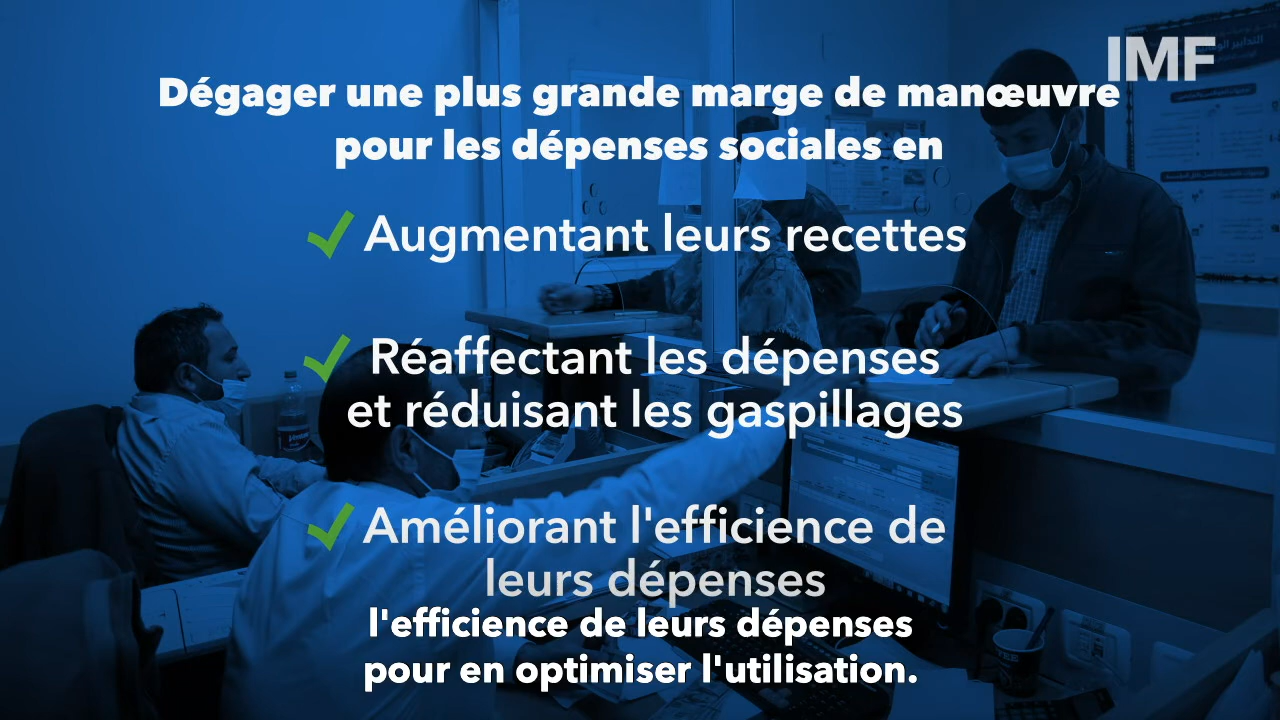 IMF
Dégager une plus grande marge de manœuvre
pour les dépenses sociales en
Augmentant leurs recettes
Réaffectant les dépenses
et réduisant les gaspillages
Améliorant l'efficience de
leurs dépenses
l'efficience de leurs dépenses
pour en optimiser l'utilisation.